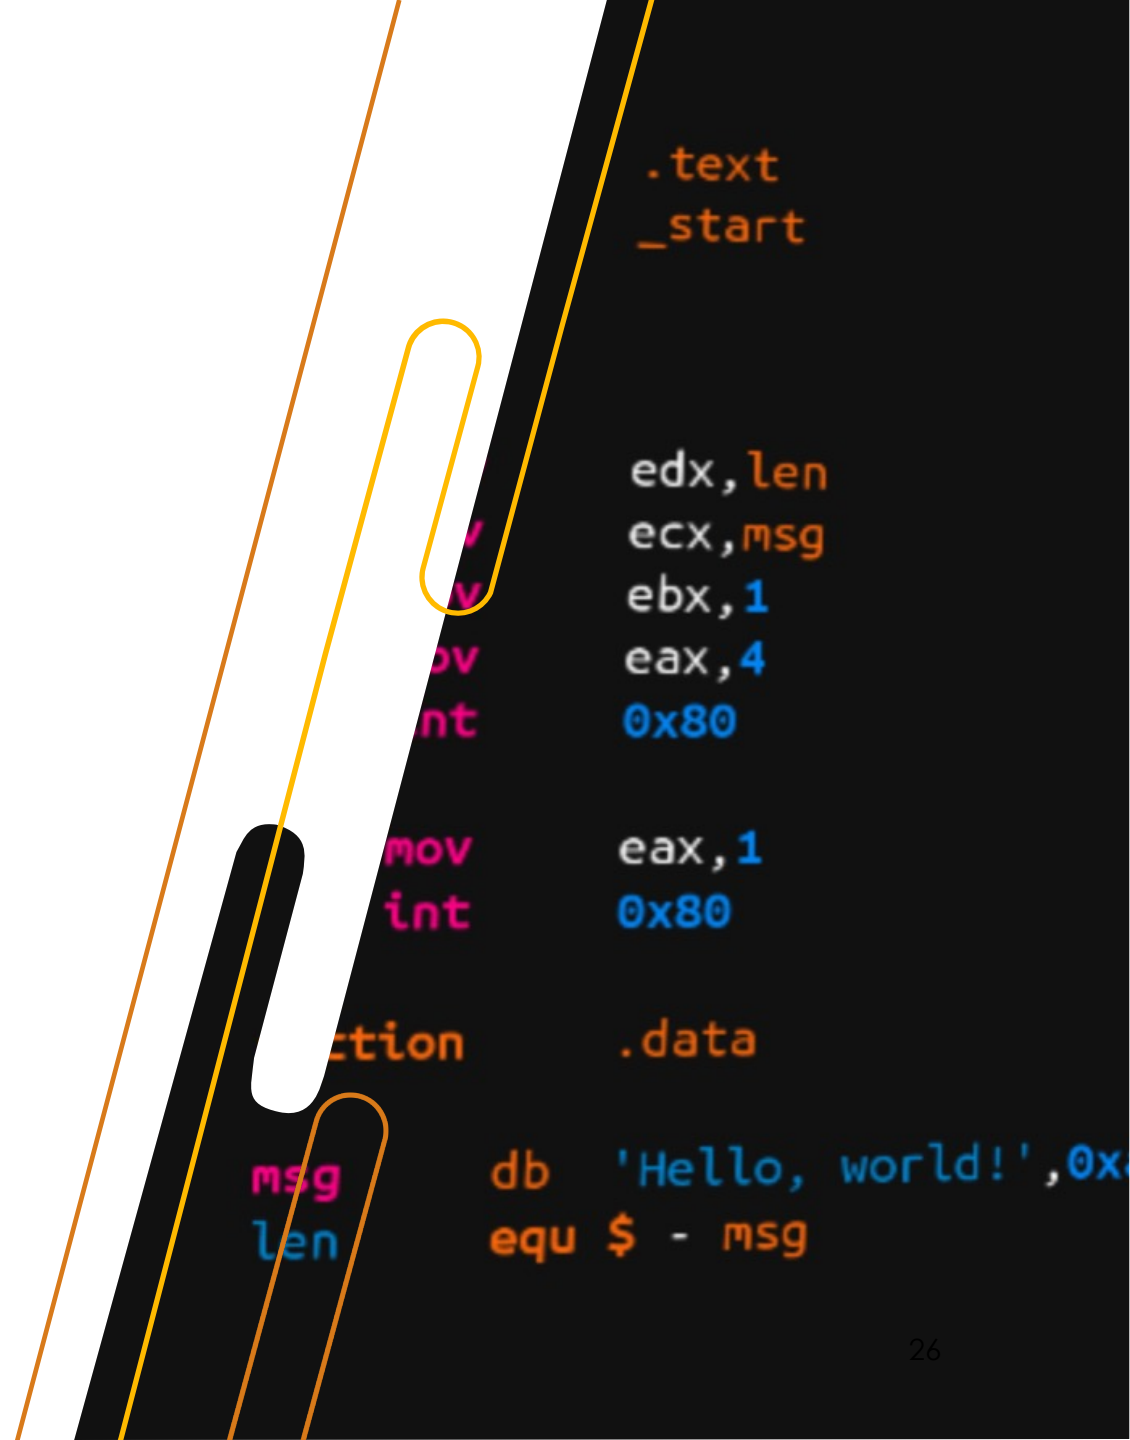 .text
_start
edx,len
ecx,msg
ebx,1
eax,4
0x80
mov eax,1
int 0x80
.data
msg db 'Hello, world!',
len equ $ - msg
26